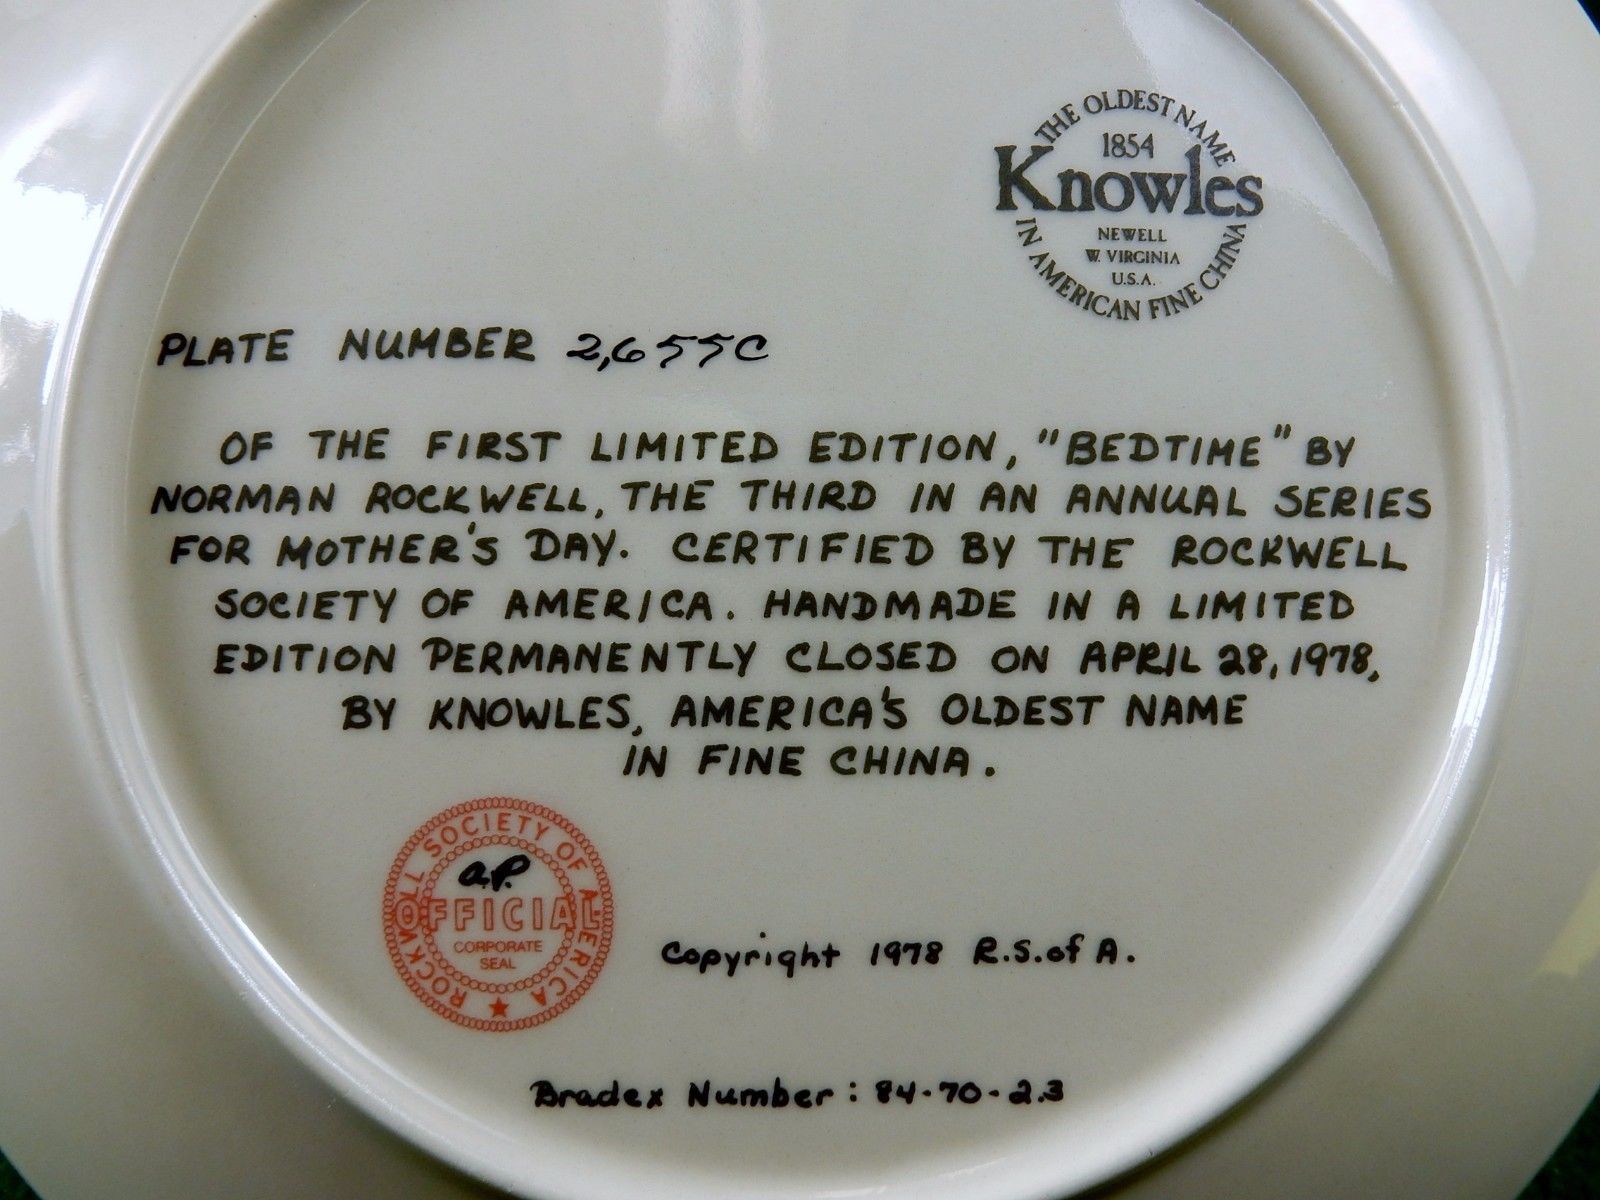 THE OLDEST NAME
1854
Knowles
NEWELL
W. VIRGINIA
U.S.A.
IN AMERICAN FINE CHINA
PLATE NUMBER 2,655C
OF THE FIRST LIMITED EDITION, "BEDTIME" BY
NORMAN ROCKWELL, THE THIRD IN AN ANNUAL SERIES
FOR MOTHER'S DAY. CERTIFIED BY THE ROCKWELL
SOCIETY OF AMERICA. HANDMADE IN A LIMITED
EDITION PERMANENTLY CLOSED ON APRIL 28, 1978,
BY KNOWLES, AMERICA'S OLDEST NAME
IN FINE CHINA.
ROCKWELL SOCIETY OF AMERICA
a.P.
OFFICIAL
CORPORATE
SEAL
Copyright 1978 R.S. of A.
Bradex Number: 84-70-2.3